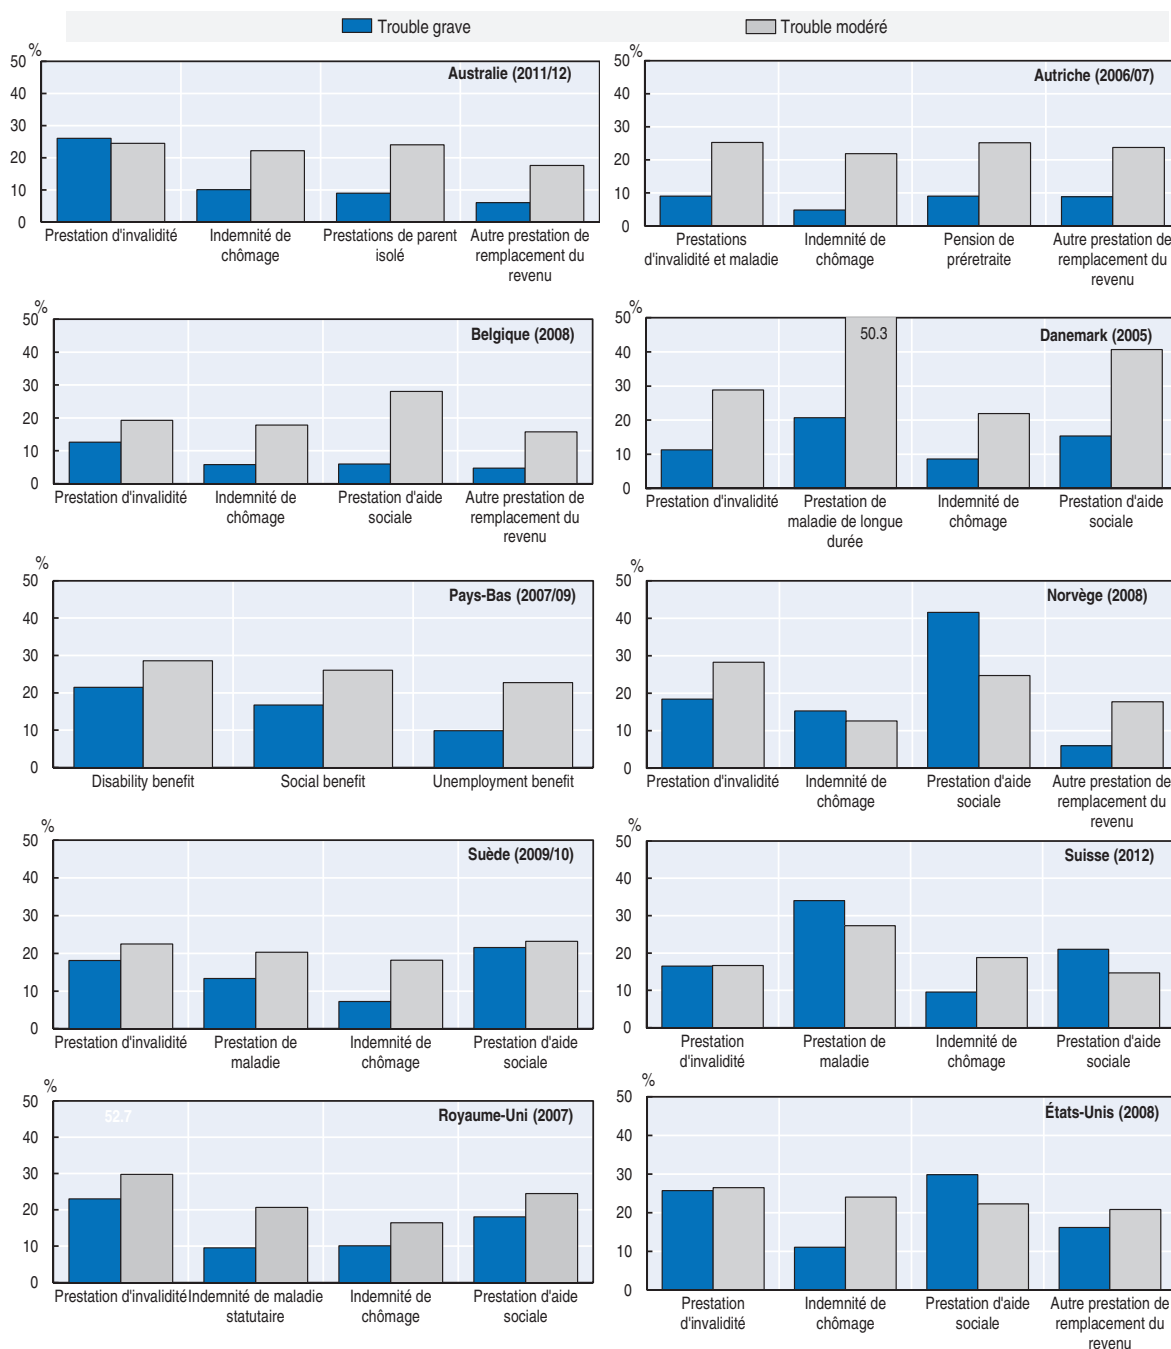 Trouble grave
Trouble modéré
%
50
40
30
20
10
0
Australie (2011/12)
Prestation d'invalidité
Indemnité de
chômage
Prestations de parent
isolé
Autre prestation de
remplacement du
revenu
%
50
40
30
20
10
0
Autriche (2006/07)
Prestations
d'invalidité et maladie
Indemnité de
chômage
Pension de
préretraite
Autre prestation de
remplacement du
revenu
%
50
40
30
20
10
0
Belgique (2008)
Prestation d'invalidité
Indemnité de
chômage
Prestation d'aide
sociale
Autre prestation de
remplacement du
revenu
%
50
40
30
20
10
0
50.3
Danemark (2005)
Prestation d'invalidité
Prestation de
maladie de longue
durée
Indemnité de
chômage
Prestation d'aide
sociale
%
50
40
30
20
10
0
Pays-Bas (2007/09)
Disability benefit
Social benefit
Unemployment benefit
%
50
40
30
20
10
0
Norvège (2008)
Prestation d'invalidité
Indemnité de
chômage
Prestation d'aide
sociale
Autre prestation de
remplacement du
revenu
%
50
40
30
20
10
0
Suède (2009/10)
Prestation d'invalidité
Prestation de
maladie
Indemnité de
chômage
Prestation d'aide
sociale
%
50
40
30
20
10
0
Suisse (2012)
Prestation
d'invalidité
Prestation de
maladie
Indemnité de
chômage
Prestation d'aide
sociale
%
50
40
30
20
10
0
52.7
Royaume-Uni (2007)
Prestation d'invalidité
Indemnité de maladie
statutaire
Indemnité de
chômage
Prestation d'aide
sociale
%
50
40
30
20
10
0
États-Unis (2008)
Prestation
d'invalidité
Indemnité de
chômage
Prestation d'aide
sociale
Autre prestation de
remplacement du
revenu